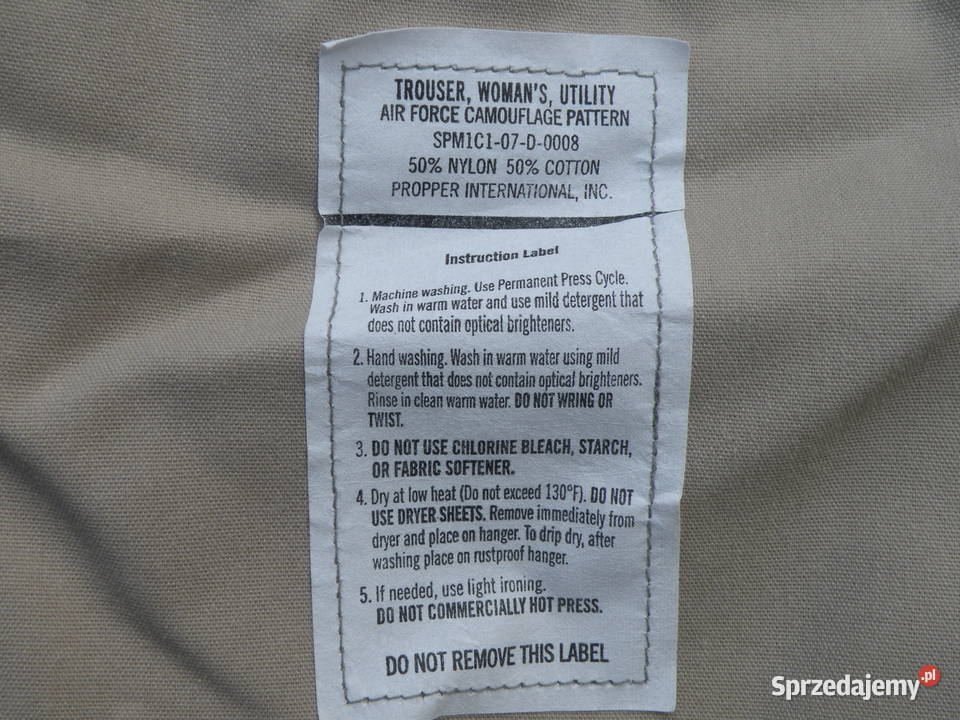 TROUSER, WOMAN'S, UTILITY
AIR FORCE CAMOUFLAGE PATTERN
SPM1C1-07-D-0008
50% NYLON 50% COTTON
PROPPER INTERNATIONAL, INC.
Instruction Label
1. Machine washing. Use Permanent Press Cycle.
Wash in warm water and use mild detergent that
does not contain optical brighteners.
2. Hand washing. Wash in warm water using mild
detergent that does not contain optical brighteners.
Rinse in clean warm water. DO NOT WRING OR
TWIST.
3. DO NOT USE CHLORINE BLEACH, STARCH,
OR FABRIC SOFTENER.
4. Dry at low heat (Do not exceed 130°F). DO NOT
USE DRYER SHEETS. Remove immediately from
dryer and place on hanger. To drip dry, after
washing place on rustproof hanger.
5. If needed, use light ironing.
DO NOT COMMERCIALLY HOT PRESS.
DO NOT REMOVE THIS LABEL
Sprzedajemy.pl